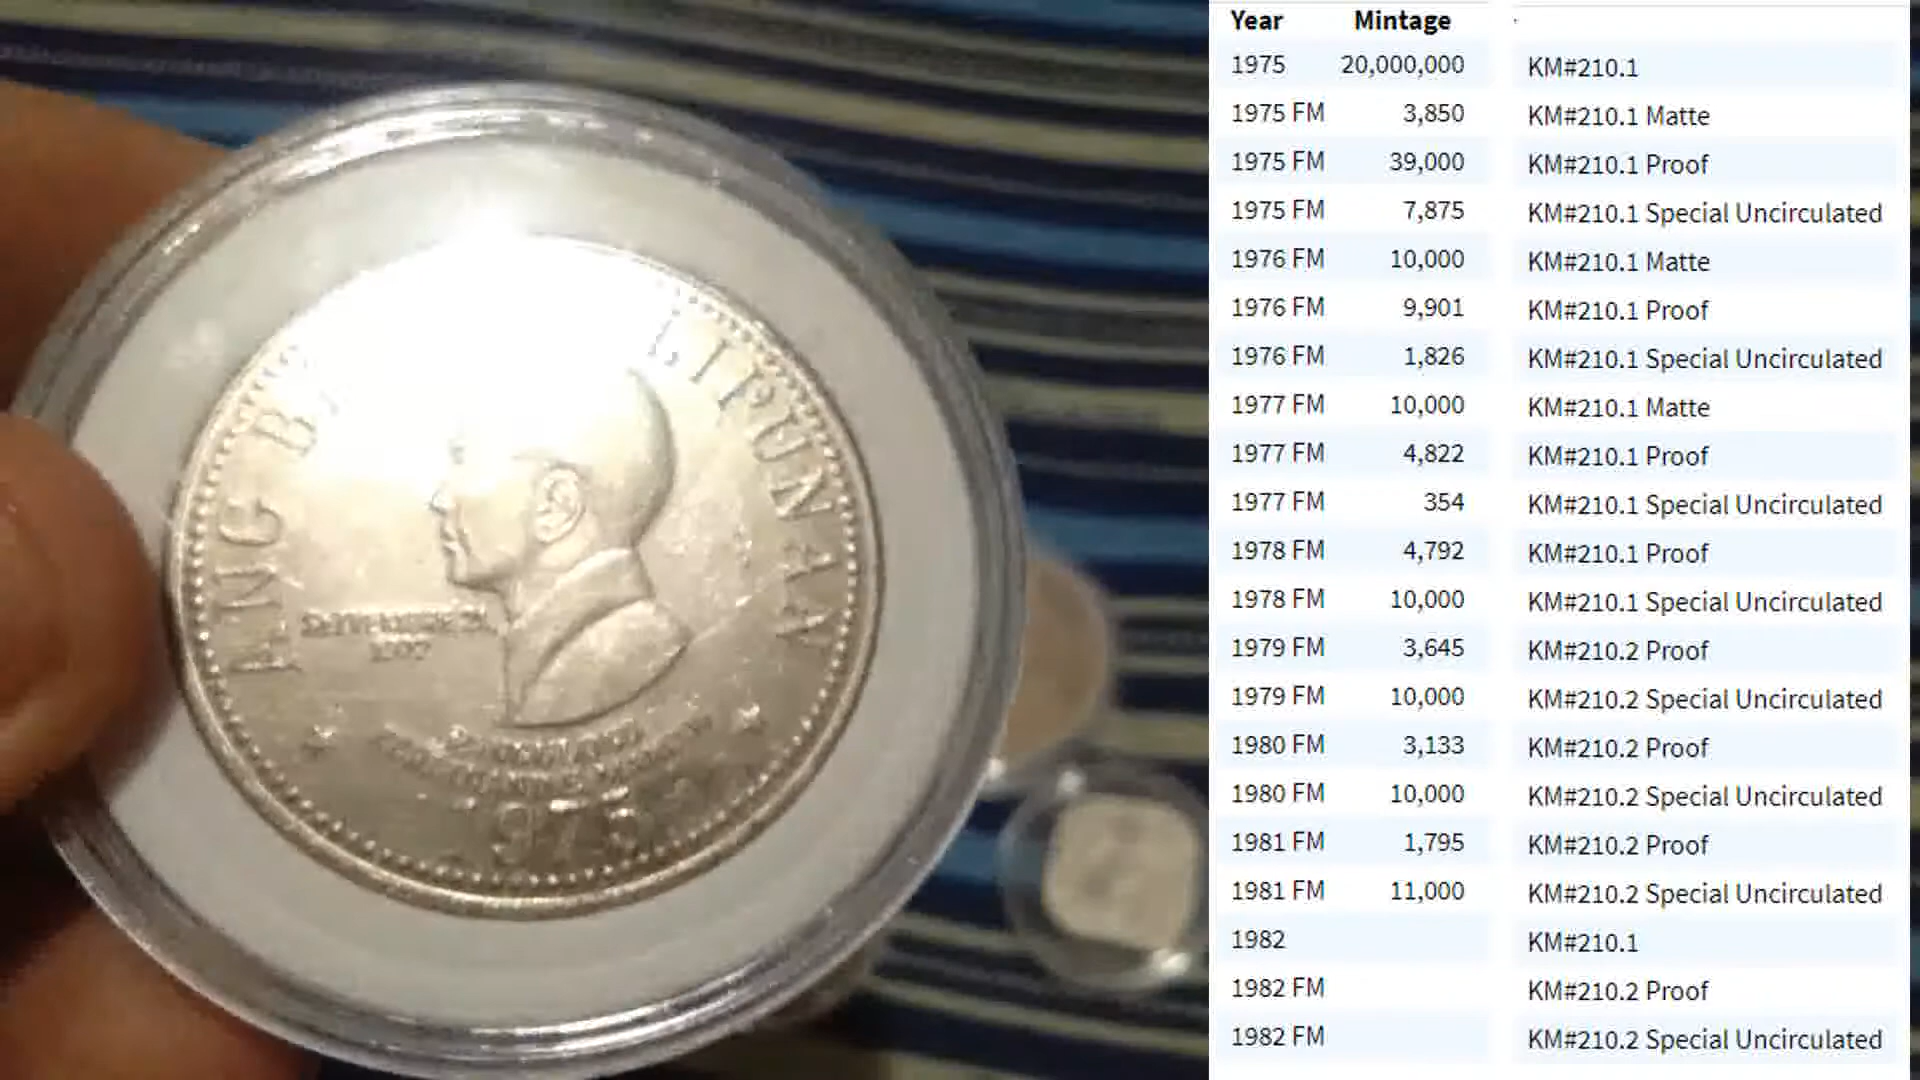 ANG B LIPUNAN
1975
Year Mintage
1975 20,000,000 KM#210.1
1975 FM 3,850 KM#210.1 Matte
1975 FM 39,000 KM#210.1 Proof
1975 FM 7,875 KM#210.1 Special Uncirculated
1976 FM 10,000 KM#210.1 Matte
1976 FM 9,901 KM#210.1 Proof
1976 FM 1,826 KM#210.1 Special Uncirculated
1977 FM 10,000 KM#210.1 Matte
1977 FM 4,822 KM#210.1 Proof
1977 FM 354 KM#210.1 Special Uncirculated
1978 FM 4,792 KM#210.1 Proof
1978 FM 10,000 KM#210.1 Special Uncirculated
1979 FM 3,645 KM#210.2 Proof
1979 FM 10,000 KM#210.2 Special Uncirculated
1980 FM 3,133 KM#210.2 Proof
1980 FM 10,000 KM#210.2 Special Uncirculated
1981 FM 1,795 KM#210.2 Proof
1981 FM 11,000 KM#210.2 Special Uncirculated
1982 KM#210.1
1982 FM KM#210.2 Proof
1982 FM KM#210.2 Special Uncirculated